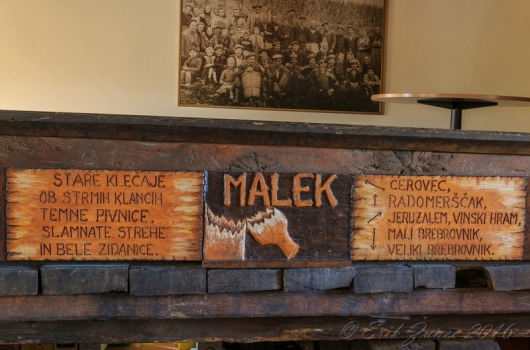 STARE KLEČAJE
OB STRMIH KLANCIH
TEMNE PIVNICE,
SLAMNATE STREHE
IN BELE ZIDANICE.
MALEK
CEROVEC,
RADOMERŠČAK,
JERUZALEM, VINSKI HRAM,
MALI BREBROVNIK,
VELIKI BREBROVNIK.
© Erik Zunec 2016